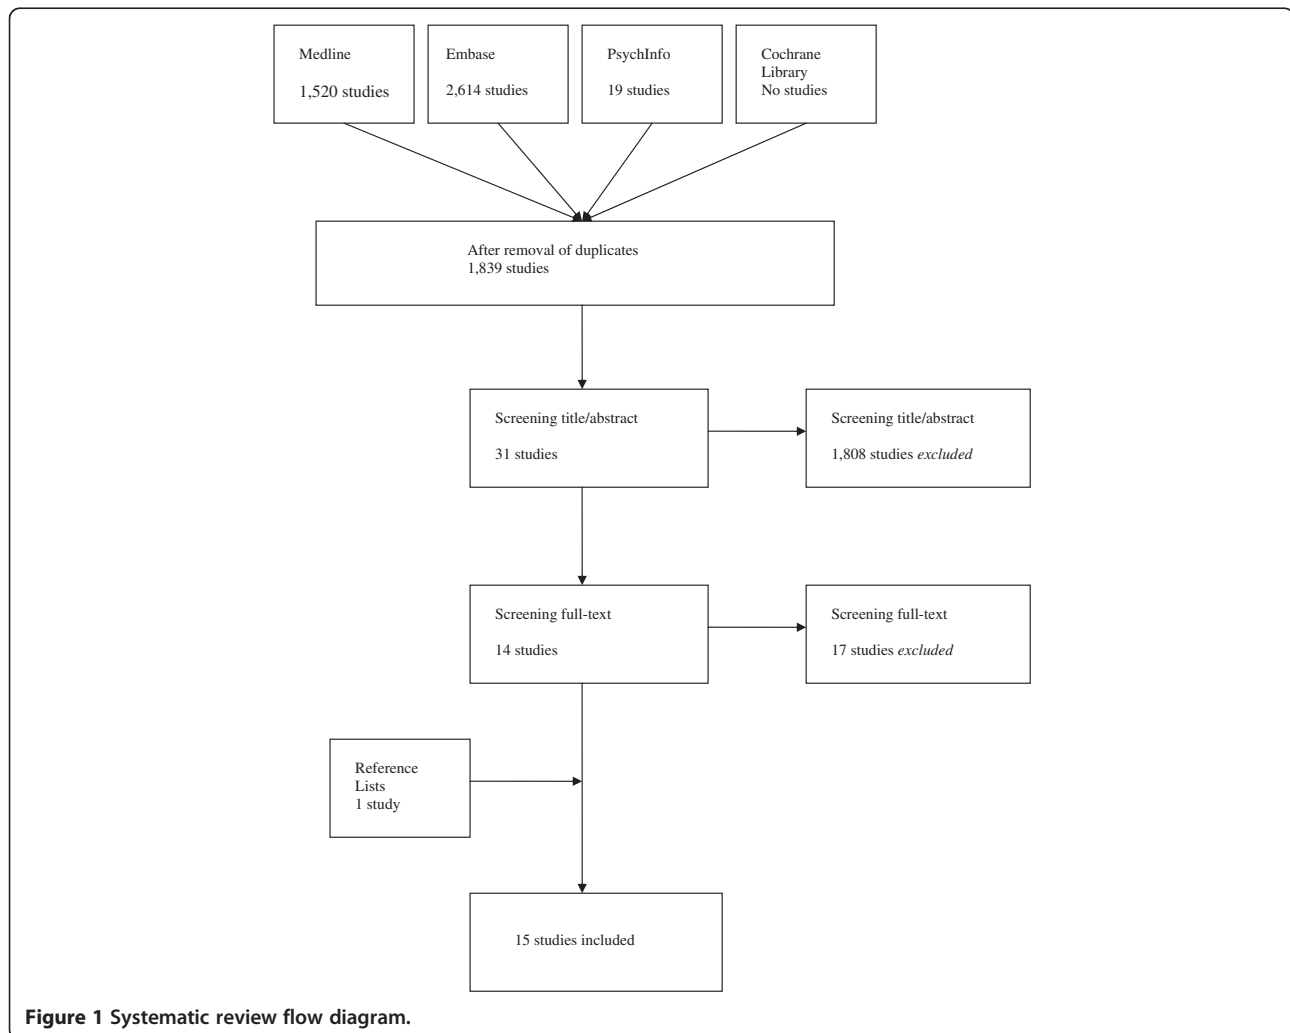 Medline
1,520 studies
Embase
2,614 studies
PsychInfo
19 studies
Cochrane
Library
No studies
After removal of duplicates
1,839 studies
Screening title/abstract
31 studies
Screening title/abstract
1,808 studies excluded
Screening full-text
14 studies
Screening full-text
17 studies excluded
Reference
Lists
1 study
15 studies included
Figure 1 Systematic review flow diagram.